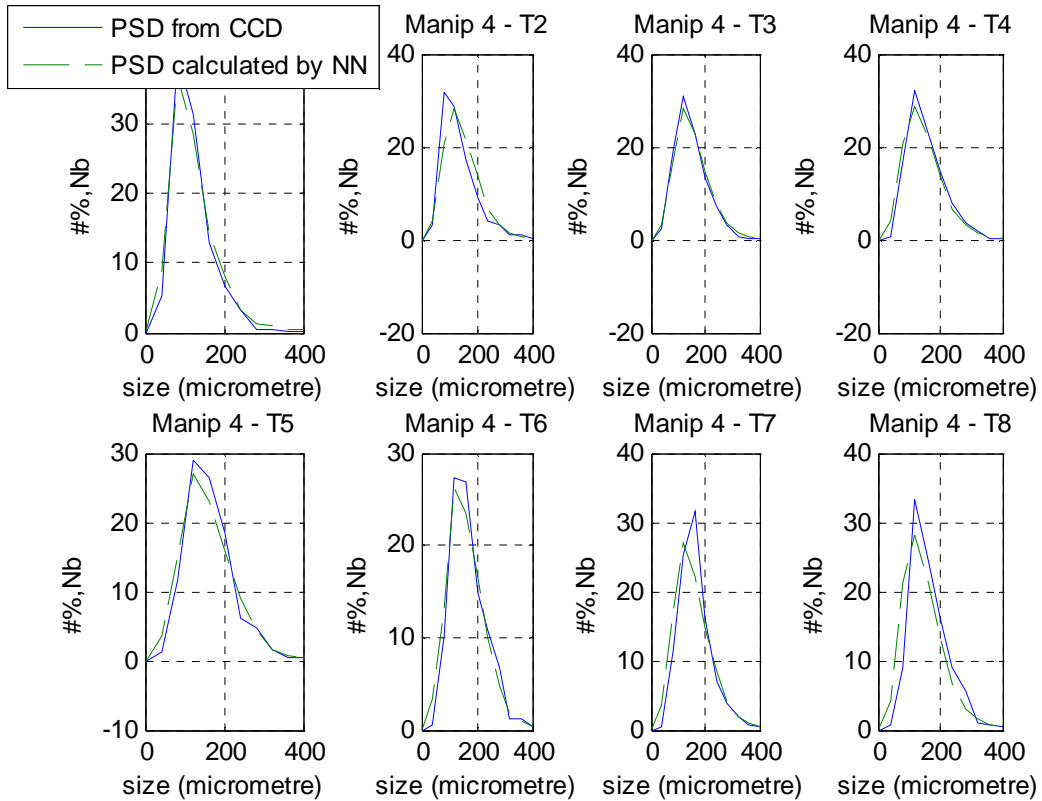 PSD from CCD
PSD calculated by NN
Manip 4 - T2
Manip 4 - T3
Manip 4 - T4
#%,Nb
30
20
10
0
0 200 400
size (micrometre)
#%,Nb
40
20
0
-20
0 200 400
size (micrometre)
#%,Nb
40
20
0
-20
0 200 400
size (micrometre)
#%,Nb
40
20
0
-20
0 200 400
size (micrometre)
Manip 4 - T5
#%,Nb
30
20
10
0
-10
0 200 400
size (micrometre)
Manip 4 - T6
#%,Nb
30
20
10
0
0 200 400
size (micrometre)
Manip 4 - T7
#%,Nb
40
30
20
10
0
0 200 400
size (micrometre)
Manip 4 - T8
#%,Nb
40
30
20
10
0
0 200 400
size (micrometre)